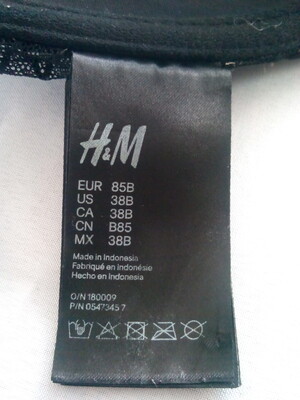 H&M
EUR 85B
US 38B
CA 38B
CN B85
MX 38B
Made in Indonesia
Fabriqué en Indonésie
Hecho en Indonesia
O/N 180009
P/N 0547345 7